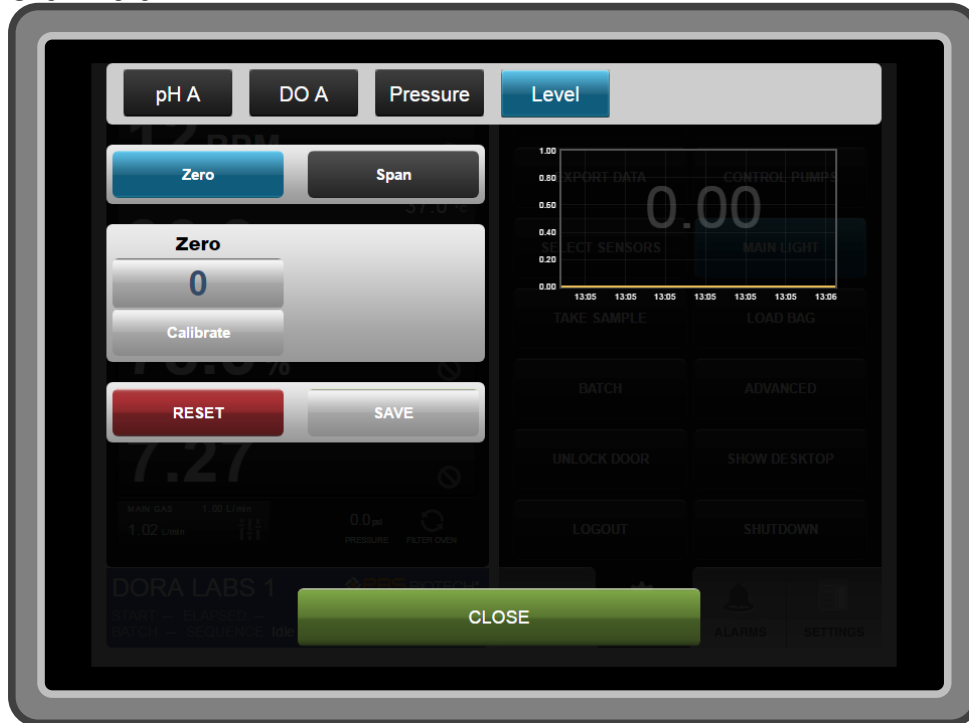 pH A DO A Pressure Level
12 RPM
Zero Span
37.0 °C
Zero
0
Calibrate
%
RESET SAVE
7.27
MAIN GAS 1.00 L/min
1.02 L/min
0.0 psi
PRESSURE FILTER OVEN
DORA LABS 1 PBS BIOTECH
START: -- ELAPSED: --
BATCH: -- SEQUENCE: Idle
1.00
0.80
0.60
0.40
0.20
0.00
0.00
13:05 13:05 13:05 13:05 13:05 13:05 13:06
EXPORT DATA CONTROL PUMPS
SELECT SENSORS MAIN LIGHT
TAKE SAMPLE LOAD BAG
BATCH ADVANCED
UNLOCK DOOR SHOW DESKTOP
LOGOUT SHUTDOWN
ALARMS SETTINGS
CLOSE